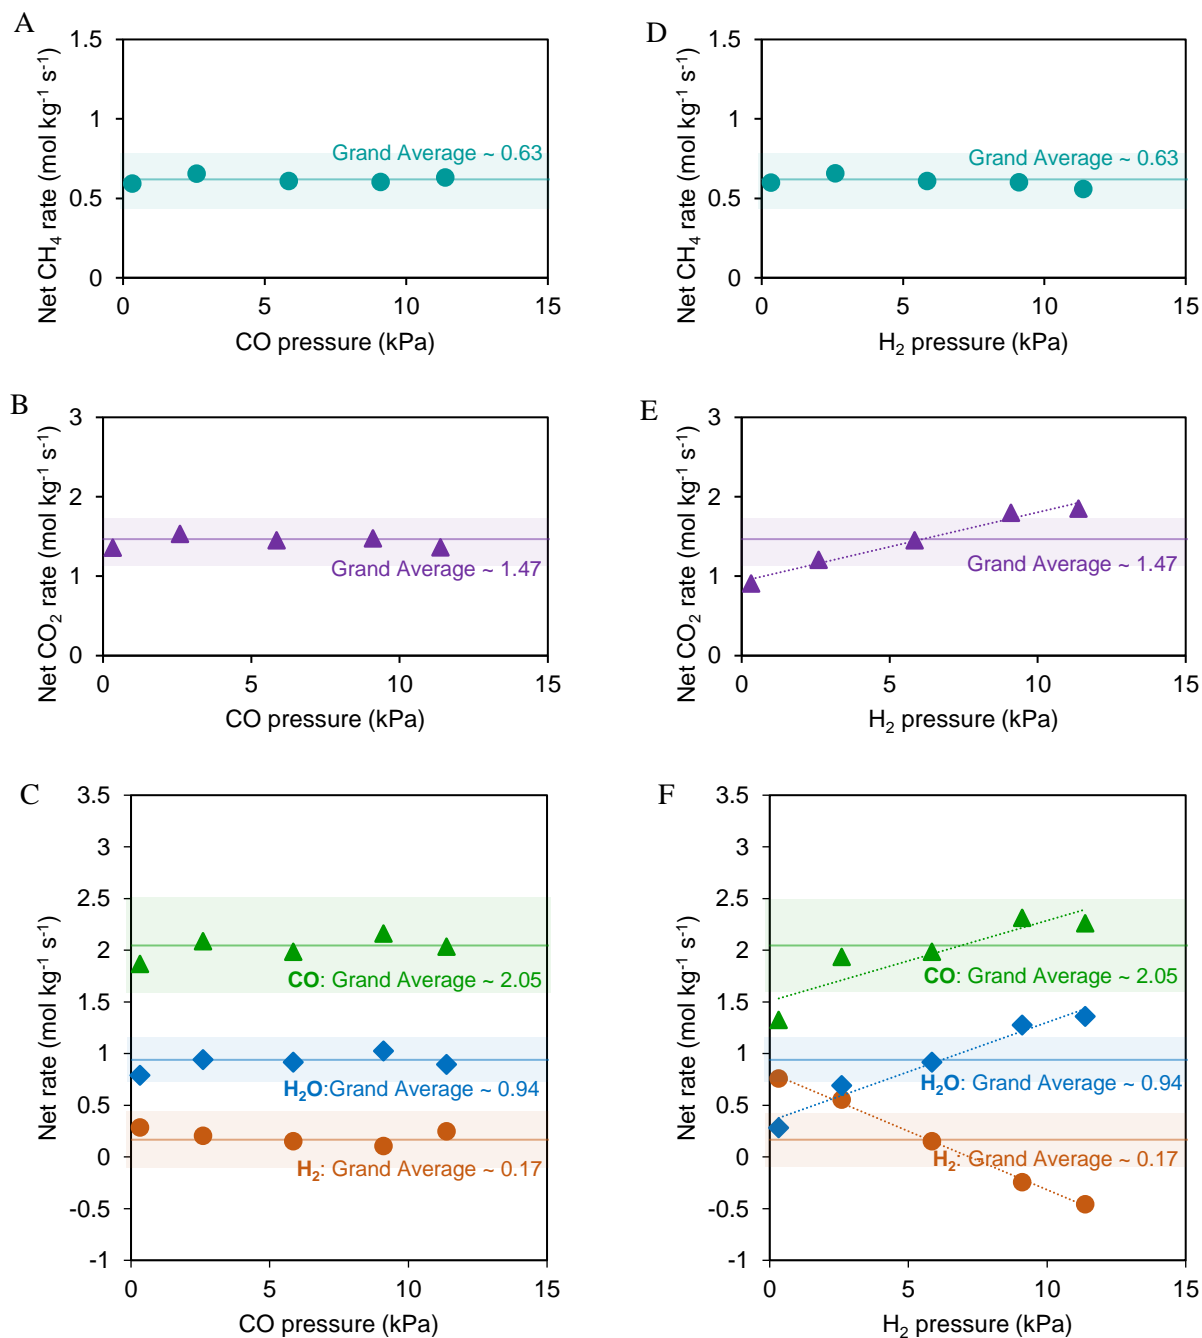 A
Net CH₄ rate (mol kg⁻¹ s⁻¹)
1.5
1
0.5
0
Grand Average ~ 0.63
0
5
10
15
CO pressure (kPa)
D
Net CH₄ rate (mol kg⁻¹ s⁻¹)
1.5
1
0.5
0
Grand Average ~ 0.63
0
5
10
15
H₂ pressure (kPa)
B
Net CO₂ rate (mol kg⁻¹ s⁻¹)
3
2
1
0
Grand Average ~ 1.47
0
5
10
15
CO pressure (kPa)
E
Net CO₂ rate (mol kg⁻¹ s⁻¹)
3
2
1
0
Grand Average ~ 1.47
0
5
10
15
H₂ pressure (kPa)
C
Net rate (mol kg⁻¹ s⁻¹)
3.5
3
2.5
2
1.5
1
0.5
0
-0.5
-1
CO: Grand Average ~ 2.05
H₂O:Grand Average ~ 0.94
H₂: Grand Average ~ 0.17
0
5
10
15
CO pressure (kPa)
F
Net rate (mol kg⁻¹ s⁻¹)
3.5
3
2.5
2
1.5
1
0.5
0
-0.5
-1
CO: Grand Average ~ 2.05
H₂O: Grand Average ~ 0.94
H₂: Grand Average ~ 0.17
0
5
10
15
H₂ pressure (kPa)